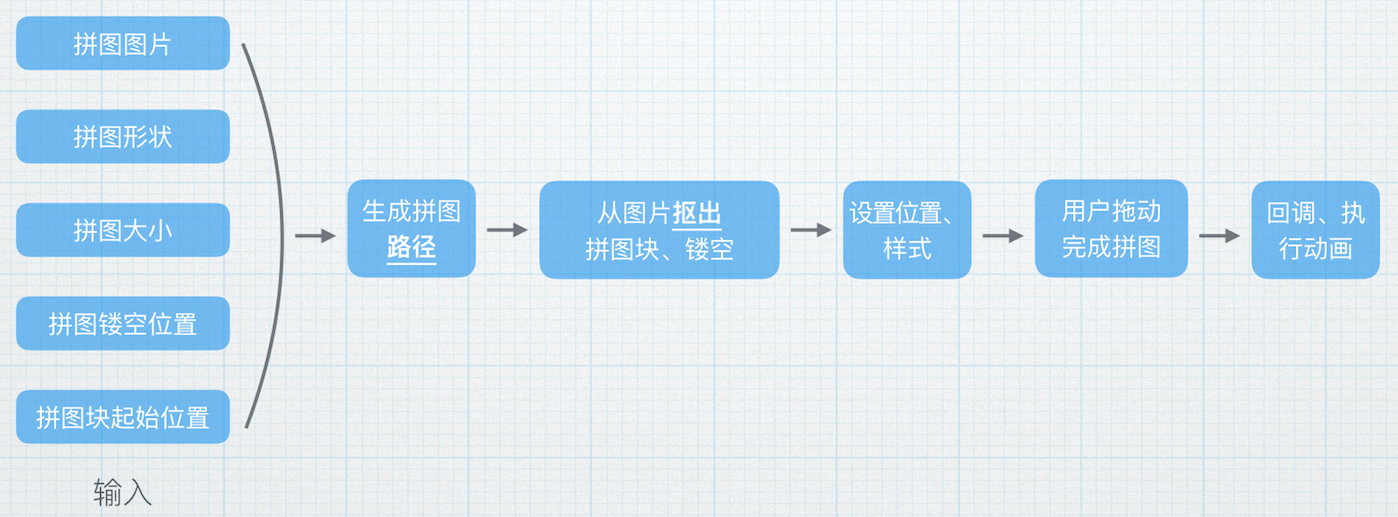 拼图图片
拼图形状
拼图大小
拼图镂空位置
拼图块起始位置
输入
生成拼图
路径
从图片抠出
拼图块、镂空
设置位置、
样式
用户拖动
完成拼图
回调、执
行动画